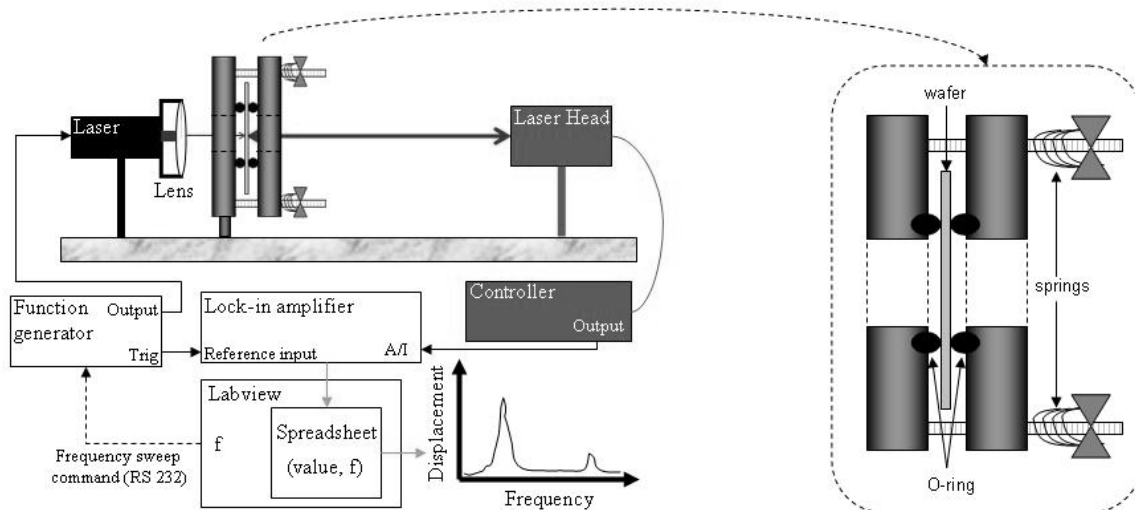 Laser
Lens
Laser Head
Function
generator
Output
Trig
Lock-in amplifier
Reference input
A/I
Controller
Output
Labview
f
Spreadsheet
(value, f)
Frequency sweep
command (RS 232)
Displacement
Frequency
wafer
springs
O-ring